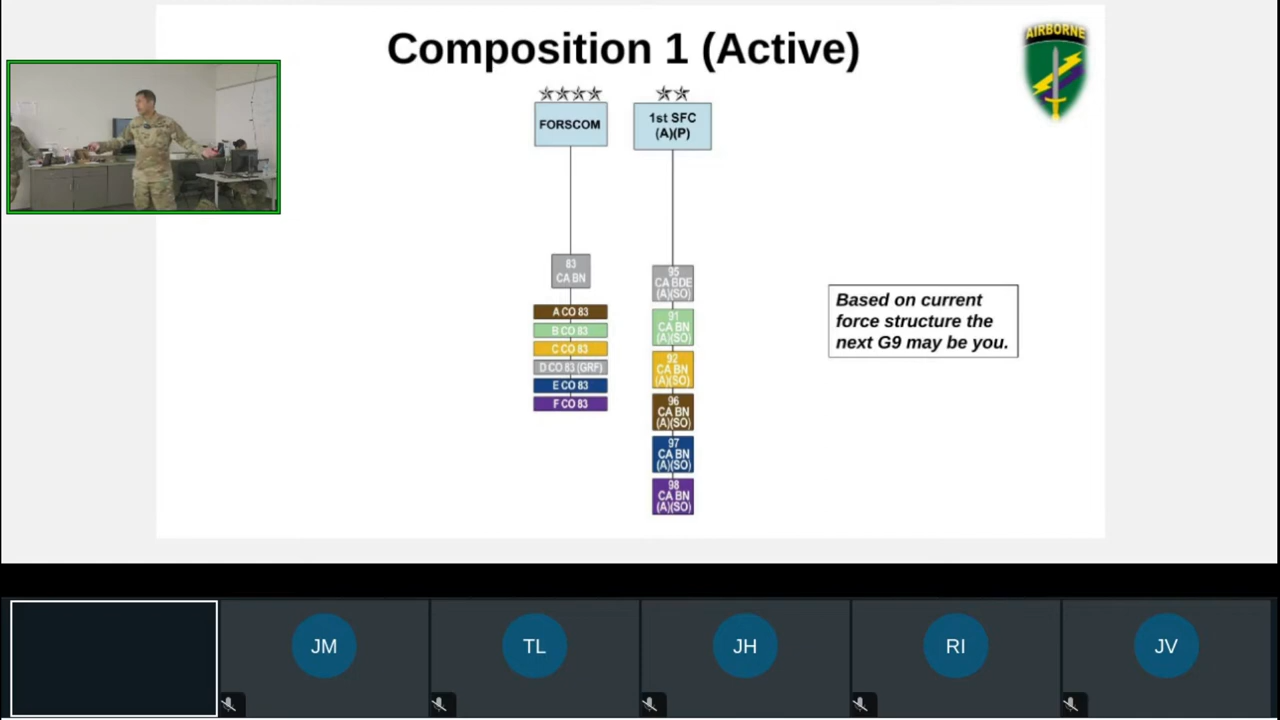 Composition 1 (Active)
AIRBORNE
FORSCOM
83
CA BN
A CO 83
B CO 83
C CO 83
D CO 83 (GRF)
E CO 83
F CO 83
1st SFC
(A)(P)
95
CA BDE
(A)(SO)
91
CA BN
(A)(SO)
92
CA BN
(A)(SO)
96
CA BN
(A)(SO)
97
CA BN
(A)(SO)
98
CA BN
(A)(SO)
Based on current
force structure the
next G9 may be you.
JM
TL
JH
RI
JV